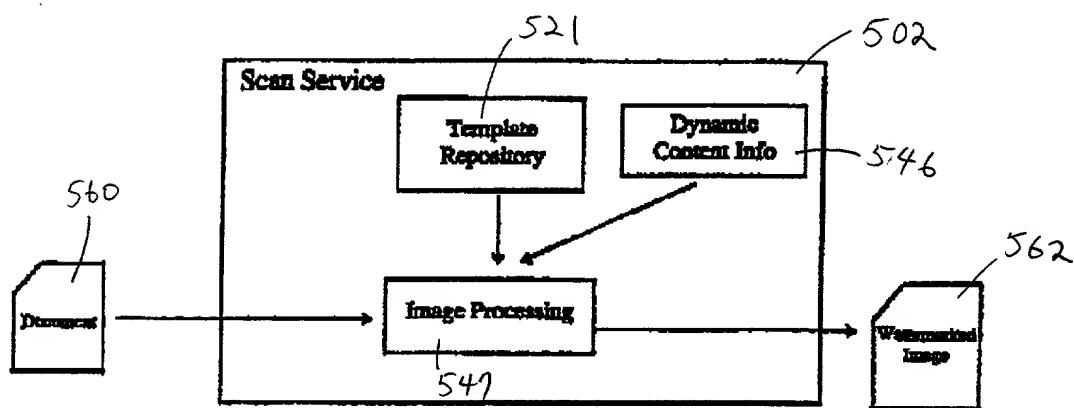 521
502
Scan Service
Template
Repository
Dynamic
Content Info
546
560
562
Document
Image Processing
Watermarked
Image
547